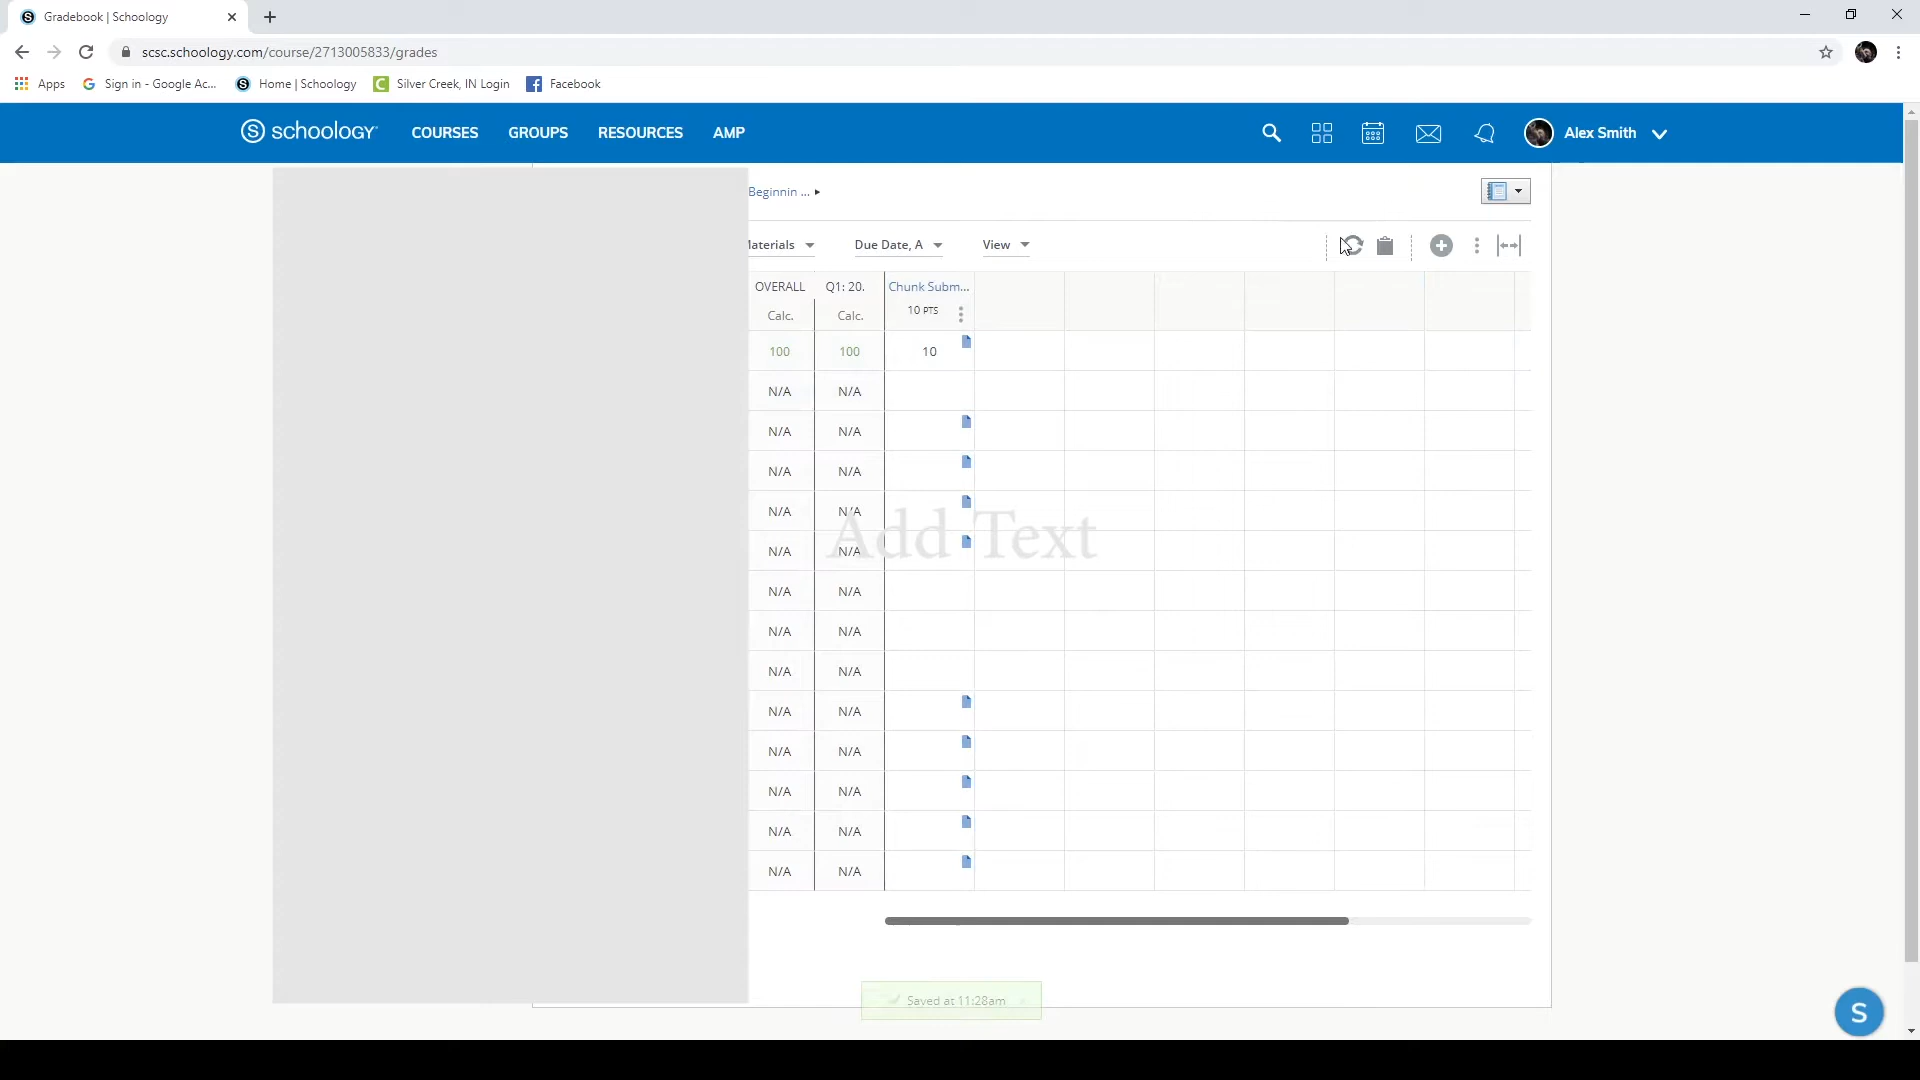 Gradebook | Schoology
scsc.schoology.com/course/2713005833/grades
Apps Sign in - Google Ac... Home | Schoology Silver Creek, IN Login Facebook
schoology COURSES GROUPS RESOURCES AMP Alex Smith
Beginnin ...
Materials Due Date, A View
OVERALL Q1: 20. Chunk Subm...
Calc. Calc. 10 PTS
100 100 10
N/A N/A
N/A N/A
N/A N/A
N/A N/A
Add Text
N/A N/A
N/A N/A
N/A N/A
N/A N/A
N/A N/A
N/A N/A
N/A N/A
N/A N/A
N/A N/A
Saved at 11:28am
S